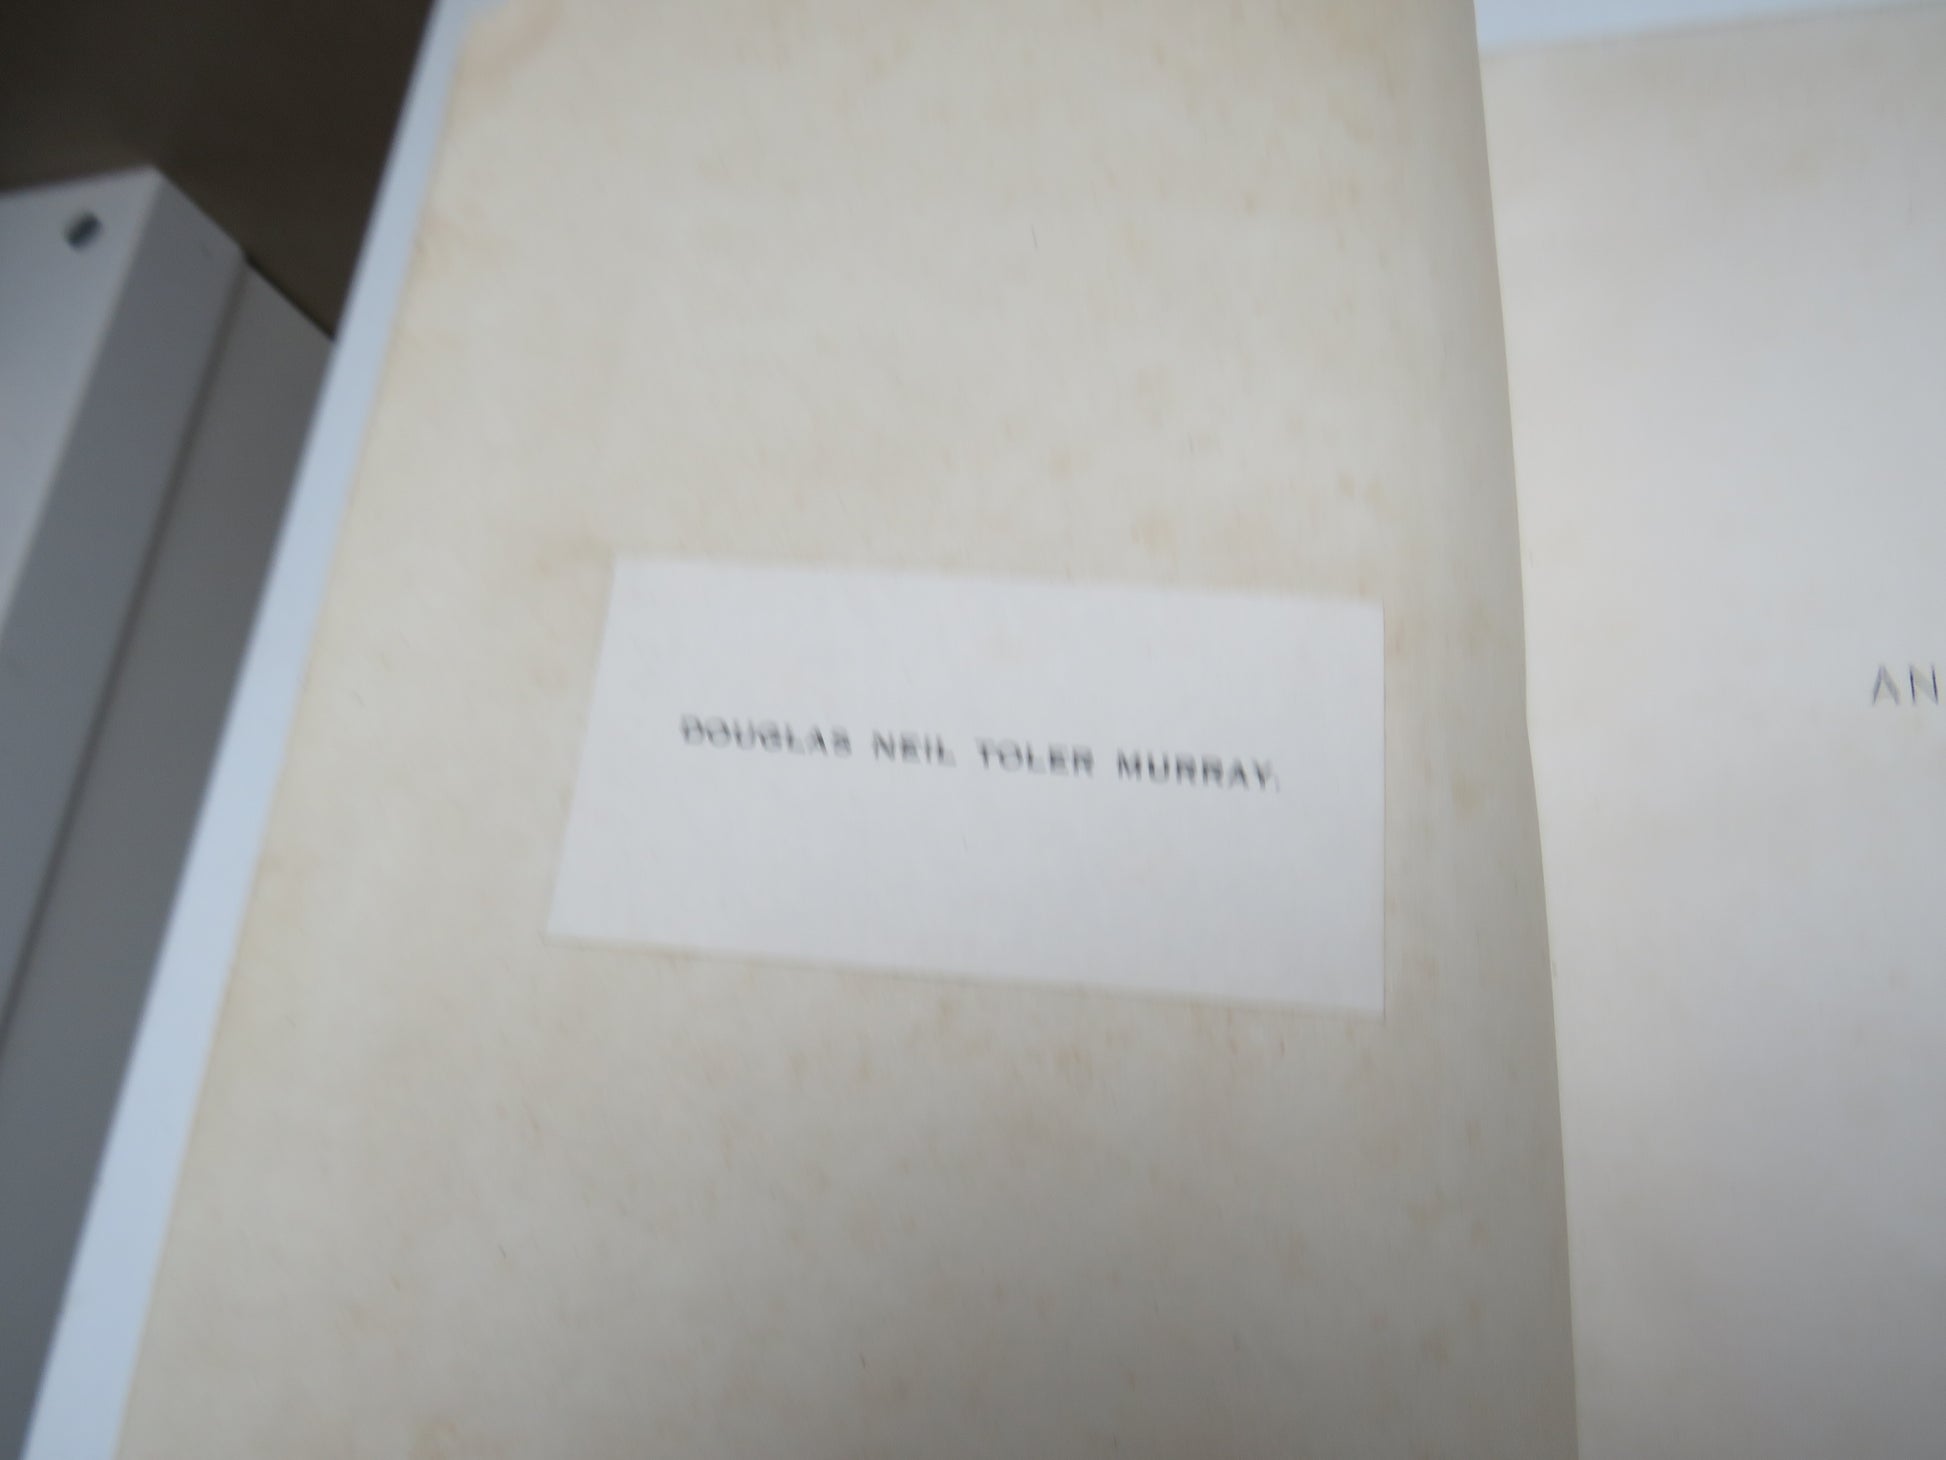 DOUGLAS NEIL TOLER MURRAY.
AN